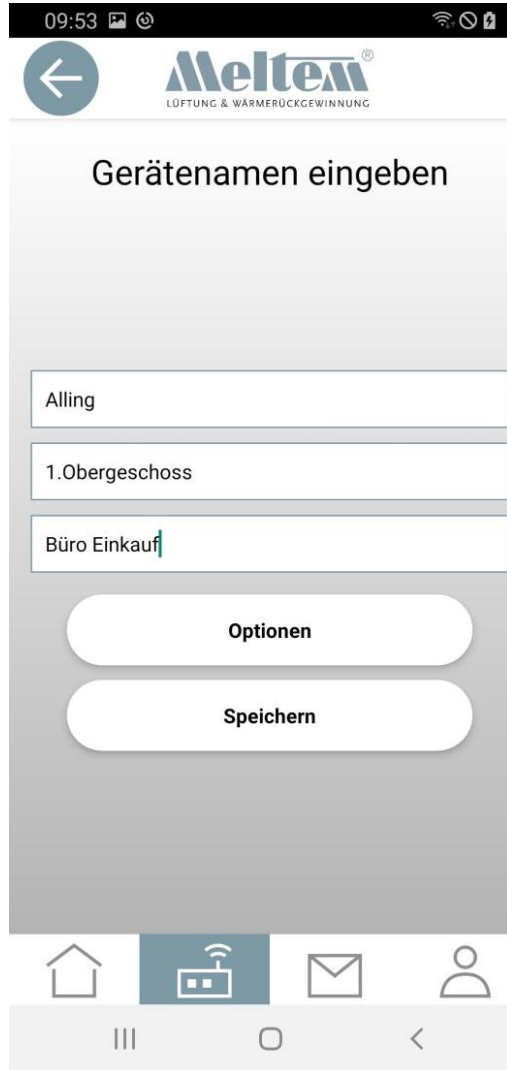 09:53
Meltem®
LÜFTUNG & WÄRMERÜCKGEWINNUNG
Gerätenamen eingeben
Alling
1.Obergeschoss
Büro Einkauf
Optionen
Speichern